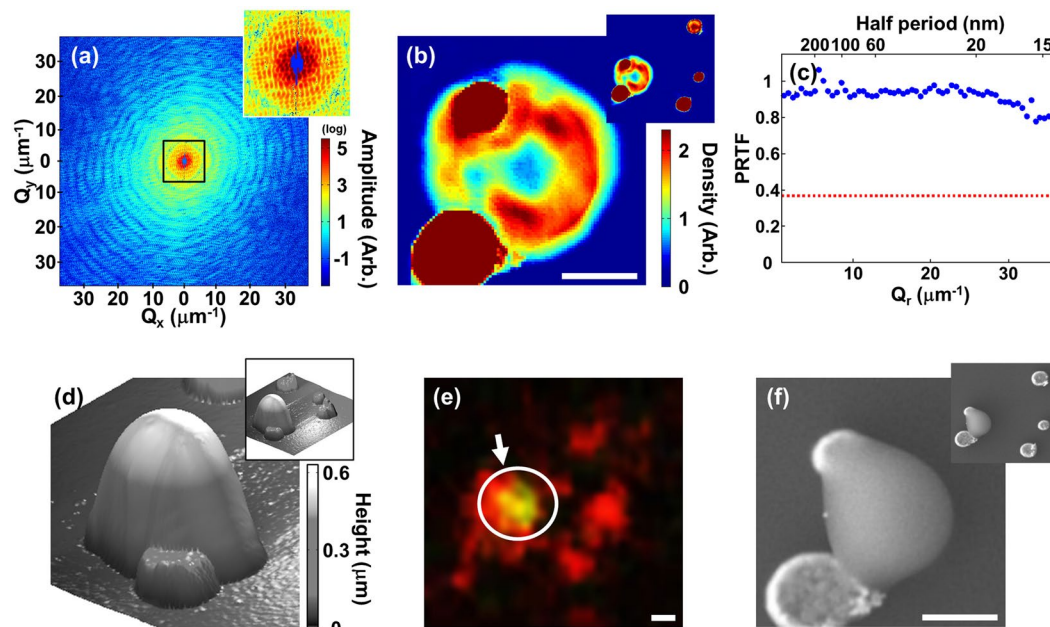 (a)
30
20
10
0
10
20
30
Qy (μm-1)
30 20 10 0 10 20 30
Qx (μm-1)
(log)
5
3
1
-1
Amplitude (Arb.)
(b)
2
1
0
Density (Arb.)
Half period (nm)
200 100 60 20 15
(c)
1
0.8
0.6
0.4
0.2
0
PRTF
10 20 30
Qr (μm-1)
(d)
0.6
0.3
0
Height (μm)
(e)
(f)